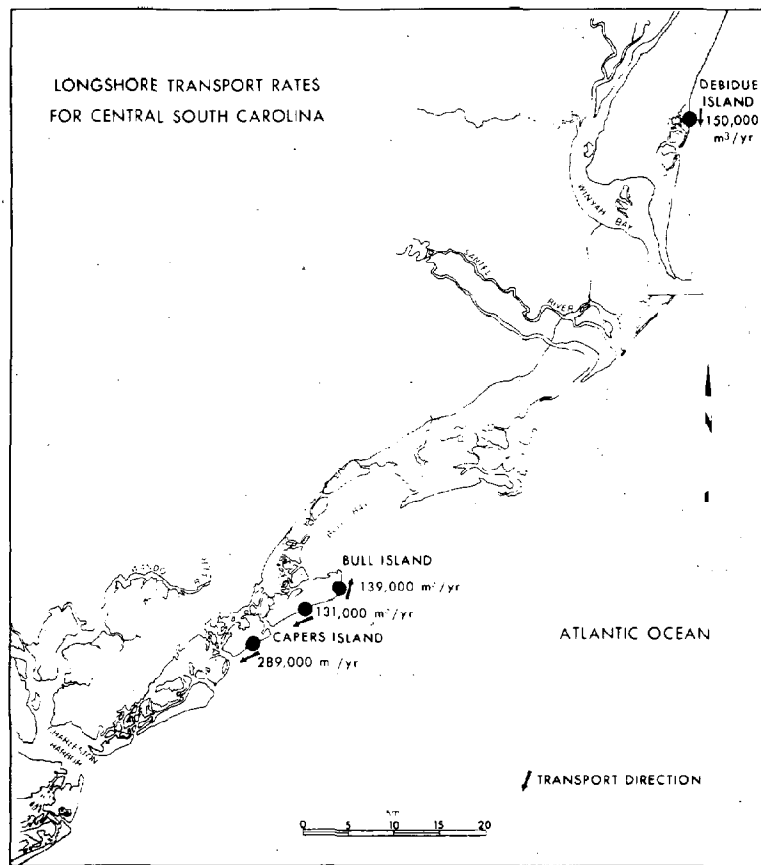 LONGSHORE TRANSPORT RATES
FOR CENTRAL SOUTH CAROLINA
DEBIDUE
ISLAND
150,000
m³/yr
WINYAH
BAY
RIVER
BULL ISLAND
139,000 m³/yr
131,000 m³/yr
CAPERS ISLAND
289,000 m /yr
ATLANTIC OCEAN
TRANSPORT DIRECTION
0 5 10 15 20